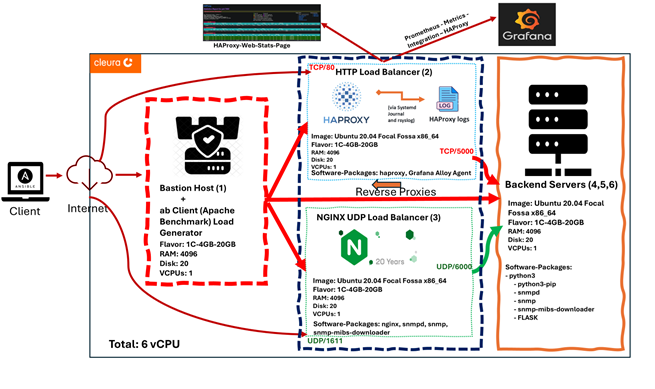 HAProxy-Web-Stats-Page
Prometheus - Metrics -
Integration - HAProxy
Grafana
cleura
TCP/80
HTTP Load Balancer (2)
HAPROXY
(via Systemd
Journal
and rsyslog)
LOG
HAProxy logs
Image: Ubuntu 20.04 Focal Fossa x86_64
Flavor: 1C-4GB-20GB
RAM: 4096
Disk: 20
VCPUs: 1
Software-Packages: haproxy, Grafana Alloy Agent
TCP/5000
Reverse Proxies
ANSIBLE
Client
Internet
Bastion Host (1)
+
ab Client (Apache
Benchmark) Load
Generator
Flavor: 1C-4GB-20GB
RAM: 4096
Disk: 20
VCPUs: 1
NGINX UDP Load Balancer (3)
N
20 Years
UDP/6000
Image: Ubuntu 20.04 Focal Fossa x86_64
Flavor: 1C-4GB-20GB
RAM: 4096
Disk: 20
VCPUs: 1
Software-Packages: nginx, snmpd, snmp,
snmp-mibs-downloader
UDP/1611
Backend Servers (4,5,6)
Image: Ubuntu 20.04 Focal
Fossa x86_64
Flavor: 1C-4GB-20GB
RAM: 4096
Disk: 20
VCPUs: 1
Software-Packages:
- python3
- python3-pip
- snmpd
- snmp
- snmp-mibs-downloader
- FLASK
Total: 6 vCPU